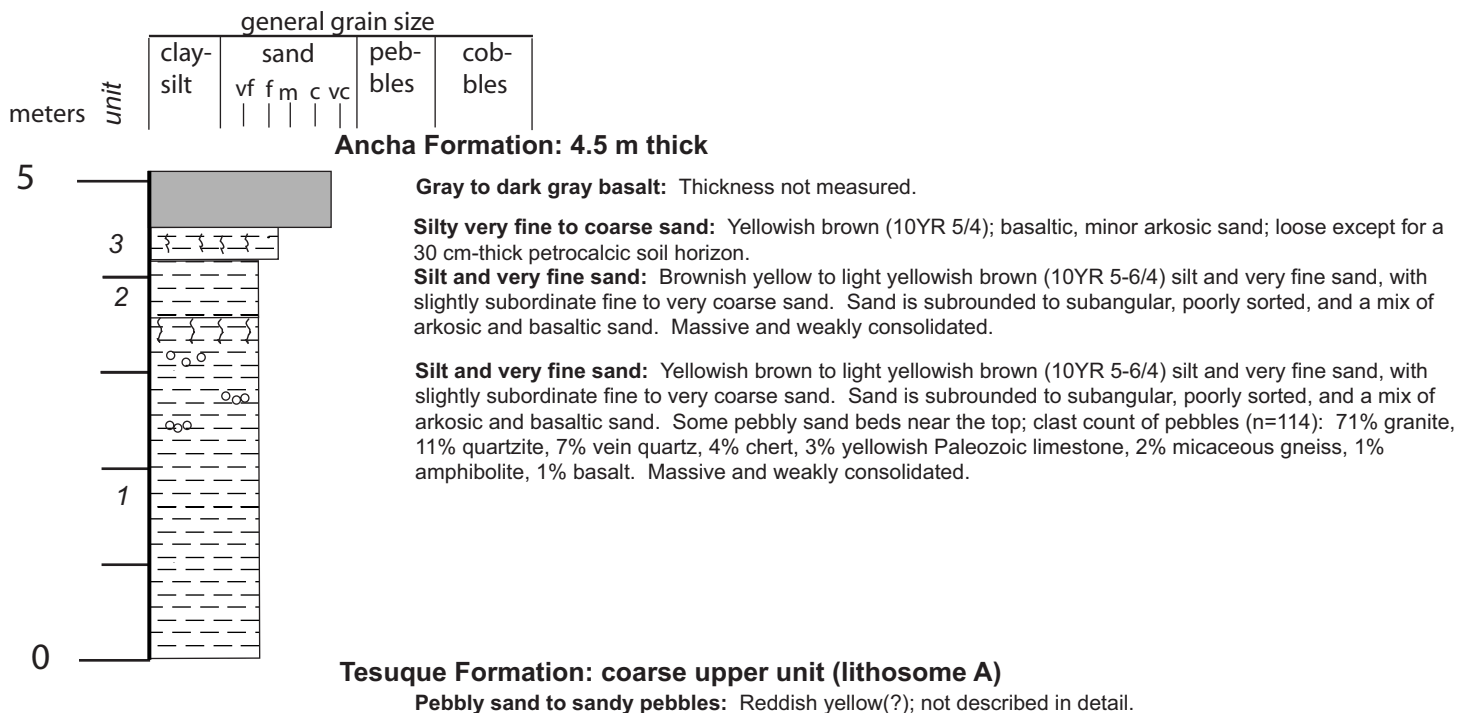 general grain size
clay- sand peb- cob-
silt bles bles
vf f m c vc
meters unit
Ancha Formation: 4.5 m thick
5
Gray to dark gray basalt: Thickness not measured.
Silty very fine to coarse sand: Yellowish brown (10YR 5/4); basaltic, minor arkosic sand; loose except for a
30 cm-thick petrocalcic soil horizon.
3
Silt and very fine sand: Brownish yellow to light yellowish brown (10YR 5-6/4) silt and very fine sand, with
slightly subordinate fine to very coarse sand. Sand is subrounded to subangular, poorly sorted, and a mix of
arkosic and basaltic sand. Massive and weakly consolidated.
2
Silt and very fine sand: Yellowish brown to light yellowish brown (10YR 5-6/4) silt and very fine sand, with
slightly subordinate fine to very coarse sand. Sand is subrounded to subangular, poorly sorted, and a mix of
arkosic and basaltic sand. Some pebbly sand beds near the top; clast count of pebbles (n=114): 71% granite,
11% quartzite, 7% vein quartz, 4% chert, 3% yellowish Paleozoic limestone, 2% micaceous gneiss, 1%
amphibolite, 1% basalt. Massive and weakly consolidated.
1
0
Tesuque Formation: coarse upper unit (lithosome A)
Pebbly sand to sandy pebbles: Reddish yellow(?); not described in detail.